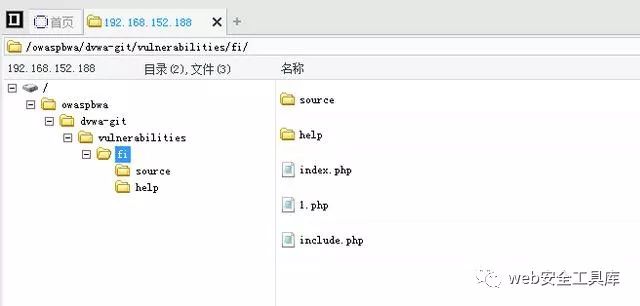 首页
192.168.152.188
/owaspbwa/dvwa-git/vulnerabilities/fi/
192.168.152.188 目录(2),文件(3) 名称
/
owaspbwa
dvwa-git
vulnerabilities
fi
source
help
source
help
index.php
1.php
include.php
web安全工具库